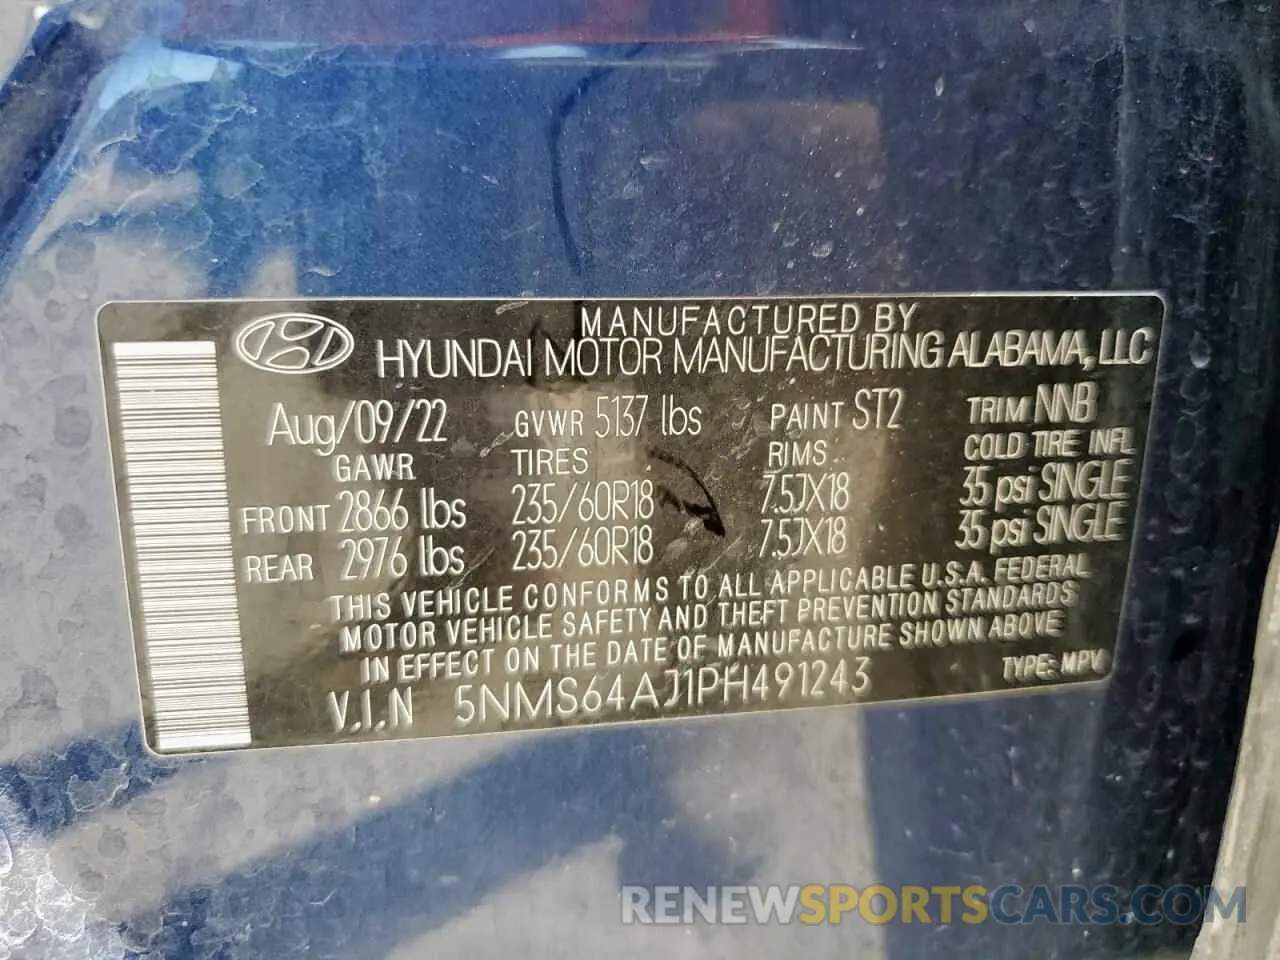 MANUFACTURED BY
HYUNDAI MOTOR MANUFACTURING ALABAMA, LLC
Aug/09/22 GVWR 5137 lbs PAINT ST2 TRIM NNB
GAWR TIRES RIMS COLD TIRE INFL
FRONT 2866 lbs 235/60R18 7.5JX18 35 psi SINGLE
REAR 2976 lbs 235/60R18 7.5JX18 35 psi SINGLE
THIS VEHICLE CONFORMS TO ALL APPLICABLE U.S.A. FEDERAL
MOTOR VEHICLE SAFETY AND THEFT PREVENTION STANDARDS
IN EFFECT ON THE DATE OF MANUFACTURE SHOWN ABOVE
V.I.N 5NMS64AJ1PH491243 TYPE: MPV
RENEWSPORTSCARS.COM